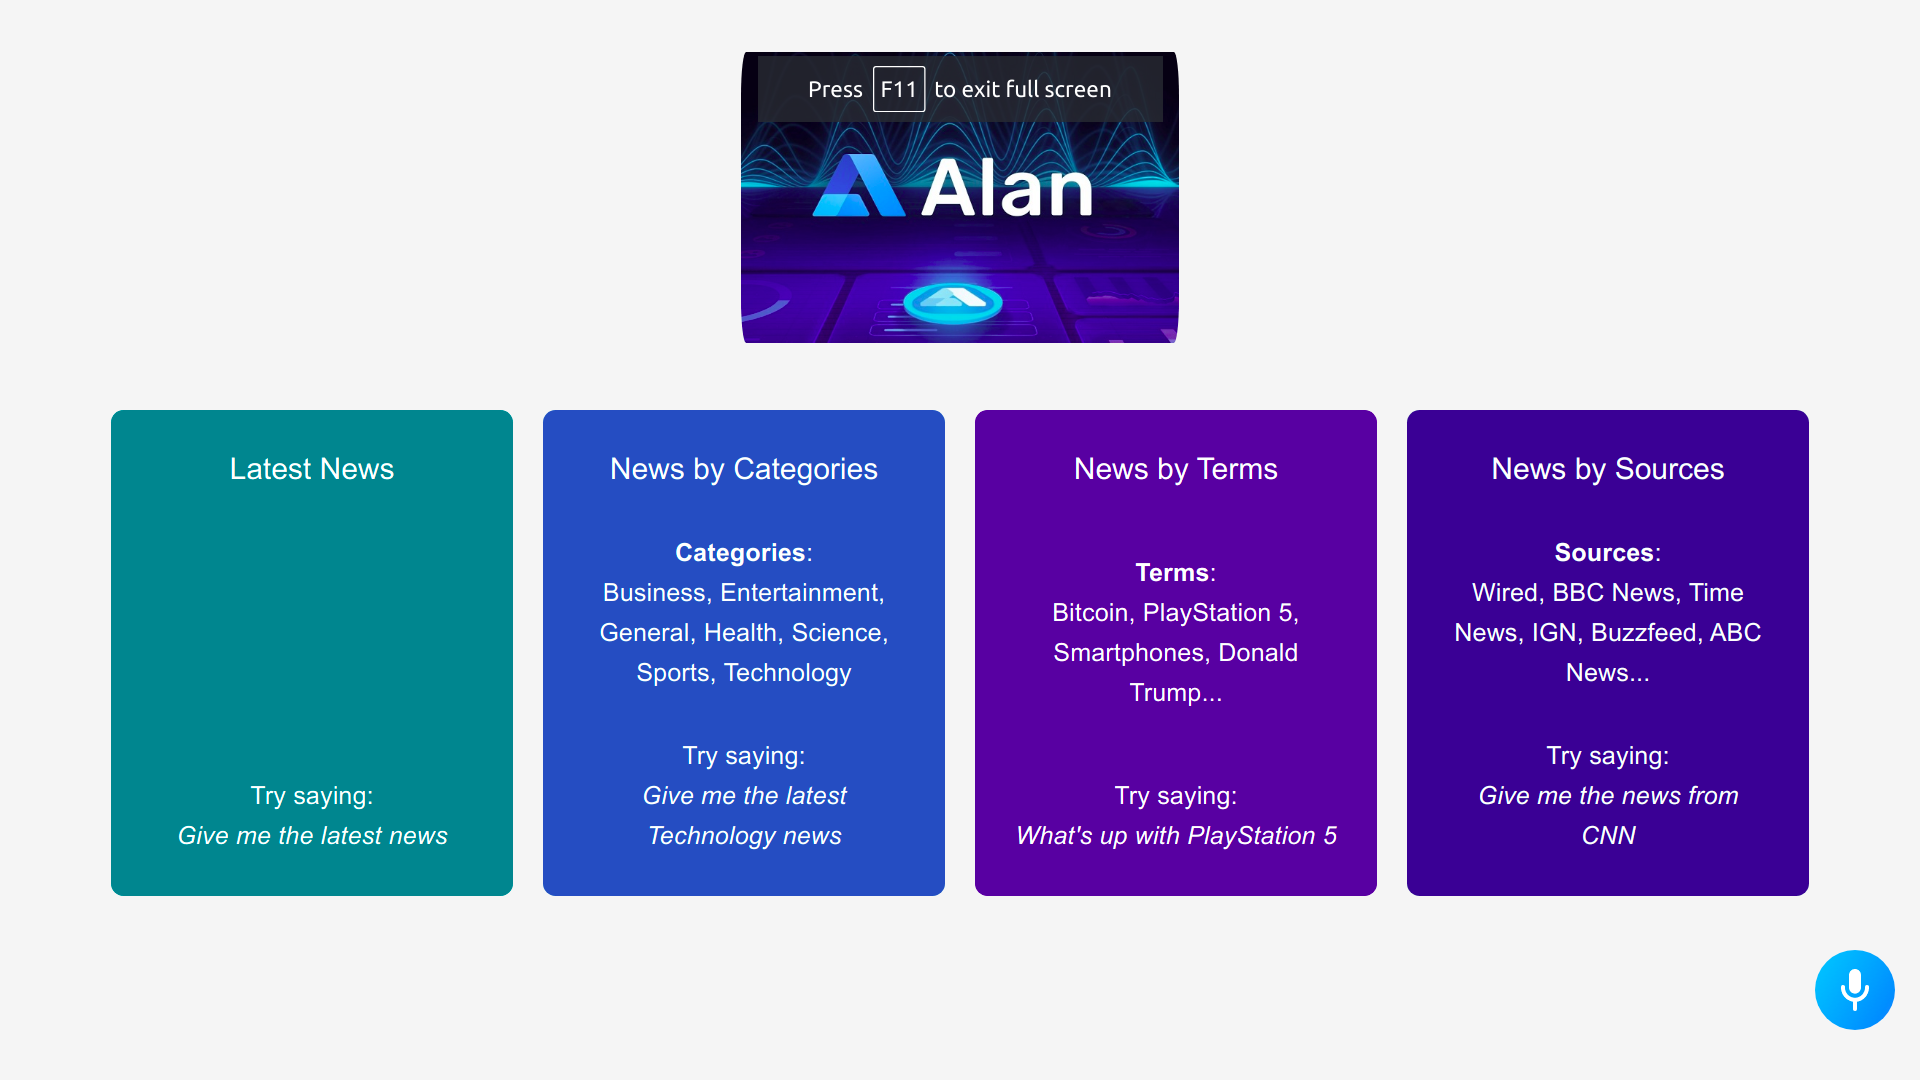 Press F11 to exit full screen
Alan
Latest News
Try saying:
Give me the latest news
News by Categories
Categories:
Business, Entertainment,
General, Health, Science,
Sports, Technology
Try saying:
Give me the latest
Technology news
News by Terms
Terms:
Bitcoin, PlayStation 5,
Smartphones, Donald
Trump...
Try saying:
What's up with PlayStation 5
News by Sources
Sources:
Wired, BBC News, Time
News, IGN, Buzzfeed, ABC
News...
Try saying:
Give me the news from
CNN